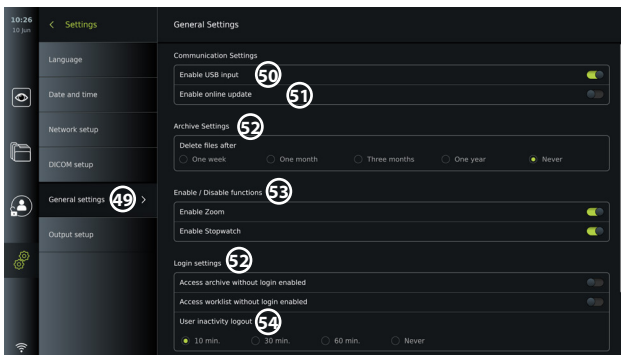 10:26
10 Jun
Settings
General Settings
Language
Date and time
Network setup
DICOM setup
General settings 49
Output setup
Communication Settings
Enable USB input 50
Enable online update 51
Archive Settings 52
Delete files after
One week One month Three months One year Never
Enable / Disable functions 53
Enable Zoom
Enable Stopwatch
Login settings 52
Access archive without login enabled
Access worklist without login enabled
User inactivity logout 54
10 min. 30 min. 60 min. Never